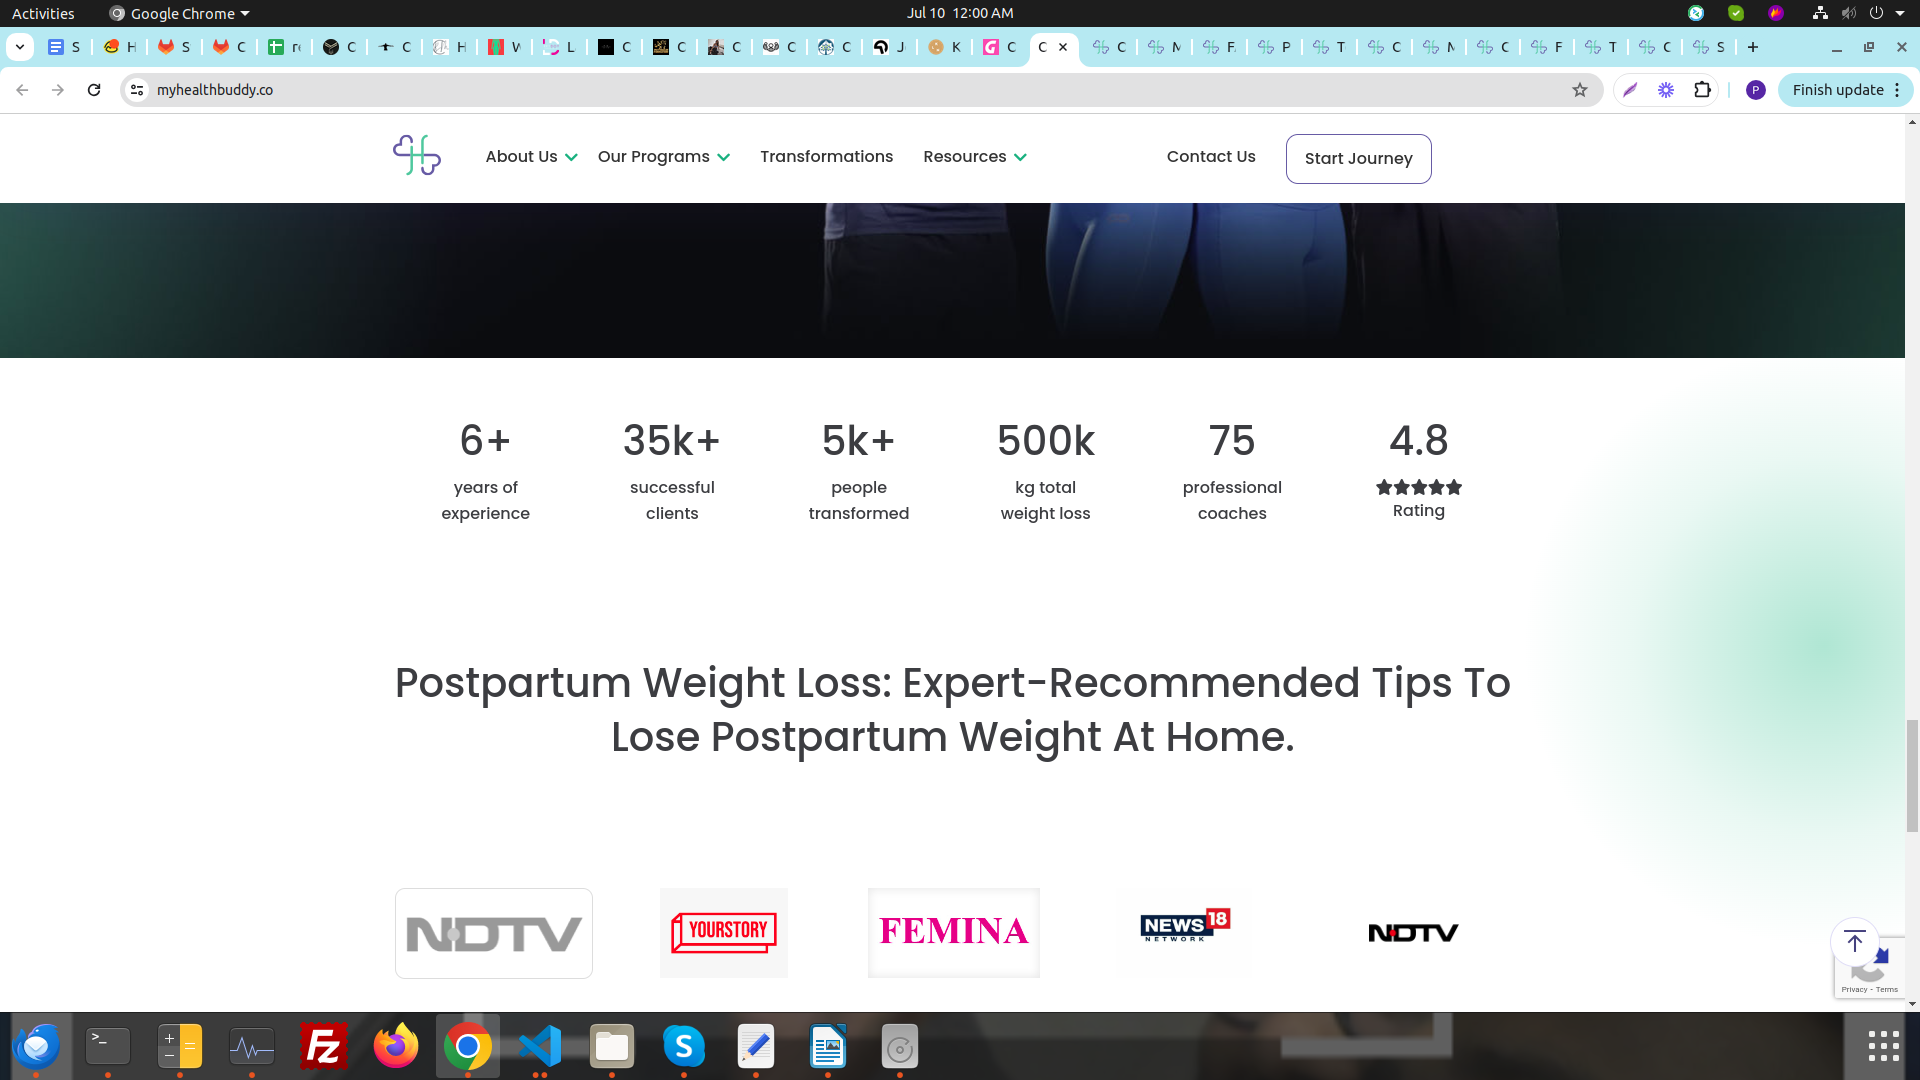 Activities
Google Chrome
Jul 10 12:00 AM
S
H
S
C
re
C
C
H
W
L
C
C
C
C
C
J
K
C
C
C
M
F
P
T
C
M
C
F
T
C
S
myhealthbuddy.co
P
Finish update
About Us
Our Programs
Transformations
Resources
Contact Us
Start Journey
6+
35k+
5k+
500k
75
4.8
years of
experience
successful
clients
people
transformed
kg total
weight loss
professional
coaches
Rating
Postpartum Weight Loss: Expert-Recommended Tips To
Lose Postpartum Weight At Home.
NDTV
YOURSTORY
FEMINA
NEWS 18
NETWORK
NDTV
Privacy - Terms